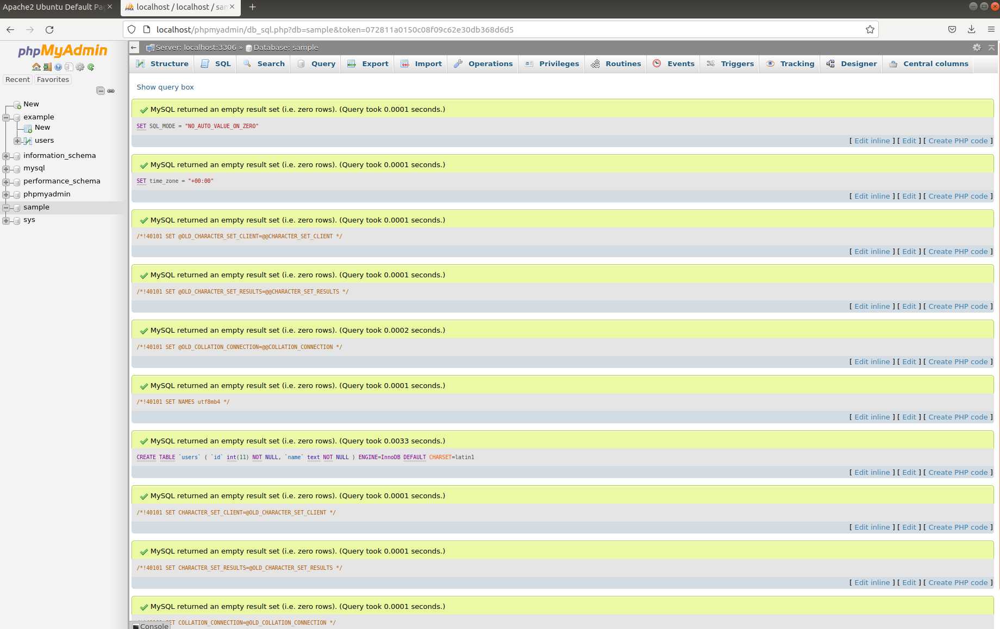 Apache2 Ubuntu Default Pa
localhost / localhost / sam
localhost/phpmyadmin/db_sql.php?db=sample&token=072811a0150c08f09c62e30db368d6d5
phpMyAdmin
Recent Favorites
New
example
New
users
information_schema
mysql
performance_schema
phpmyadmin
sample
sys
Server: localhost:3306 » Database: sample
Structure SQL Search Query Export Import Operations Privileges Routines Events Triggers Tracking Designer Central columns
Show query box
MySQL returned an empty result set (i.e. zero rows). (Query took 0.0001 seconds.)
SET SQL_MODE = "NO_AUTO_VALUE_ON_ZERO"
[ Edit inline ] [ Edit ] [ Create PHP code ]
MySQL returned an empty result set (i.e. zero rows). (Query took 0.0001 seconds.)
SET time_zone = "+00:00"
[ Edit inline ] [ Edit ] [ Create PHP code ]
MySQL returned an empty result set (i.e. zero rows). (Query took 0.0001 seconds.)
/*!40101 SET @OLD_CHARACTER_SET_CLIENT=@@CHARACTER_SET_CLIENT */
[ Edit inline ] [ Edit ] [ Create PHP code ]
MySQL returned an empty result set (i.e. zero rows). (Query took 0.0001 seconds.)
/*!40101 SET @OLD_CHARACTER_SET_RESULTS=@@CHARACTER_SET_RESULTS */
[ Edit inline ] [ Edit ] [ Create PHP code ]
MySQL returned an empty result set (i.e. zero rows). (Query took 0.0002 seconds.)
/*!40101 SET @OLD_COLLATION_CONNECTION=@@COLLATION_CONNECTION */
[ Edit inline ] [ Edit ] [ Create PHP code ]
MySQL returned an empty result set (i.e. zero rows). (Query took 0.0001 seconds.)
/*!40101 SET NAMES utf8mb4 */
[ Edit inline ] [ Edit ] [ Create PHP code ]
MySQL returned an empty result set (i.e. zero rows). (Query took 0.0033 seconds.)
CREATE TABLE `users` ( `id` int(11) NOT NULL, `name` text NOT NULL ) ENGINE=InnoDB DEFAULT CHARSET=latin1
[ Edit inline ] [ Edit ] [ Create PHP code ]
MySQL returned an empty result set (i.e. zero rows). (Query took 0.0001 seconds.)
/*!40101 SET CHARACTER_SET_CLIENT=@OLD_CHARACTER_SET_CLIENT */
[ Edit inline ] [ Edit ] [ Create PHP code ]
MySQL returned an empty result set (i.e. zero rows). (Query took 0.0001 seconds.)
/*!40101 SET CHARACTER_SET_RESULTS=@OLD_CHARACTER_SET_RESULTS */
[ Edit inline ] [ Edit ] [ Create PHP code ]
MySQL returned an empty result set (i.e. zero rows). (Query took 0.0001 seconds.)
SET COLLATION_CONNECTION=@OLD_COLLATION_CONNECTION */
Console